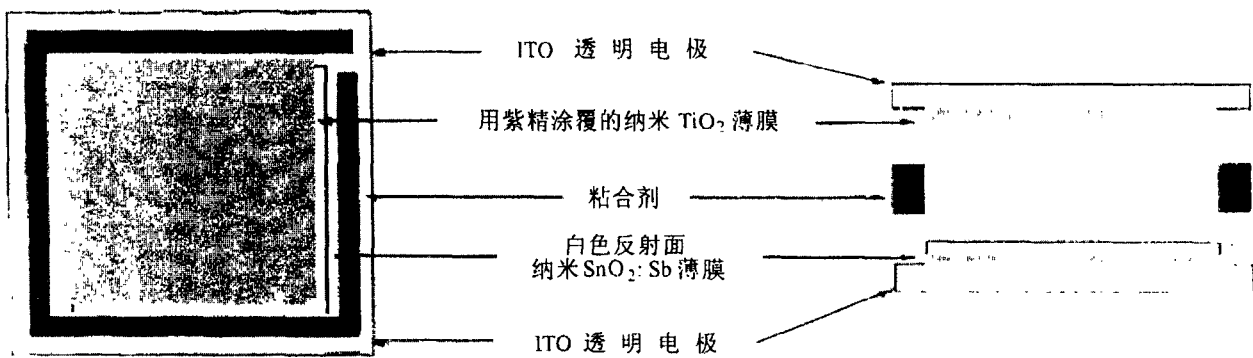 ITO 透明电极
用紫精涂覆的纳米 TiO₂ 薄膜
粘合剂
白色反射面
纳米 SnO₂: Sb 薄膜
ITO 透明电极